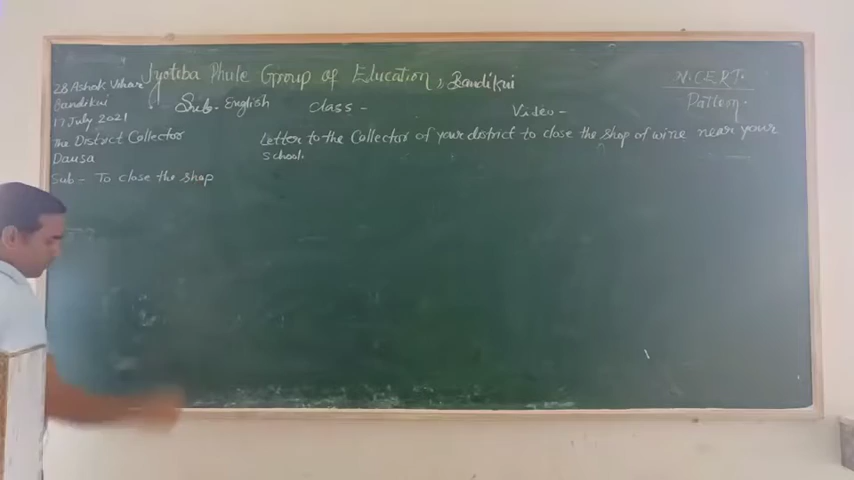 Jyotiba Phule Group of Education, Bandikui
N.C.E.R.T.
Pattern.
Sub- English
Class -
Video -
28 Ashok Vihar
Bandikui
17 July 2021
The District Collector
Dausa
Sub - To close the shop
Letter to the Collector of your district to close the shop of wine near your
school.